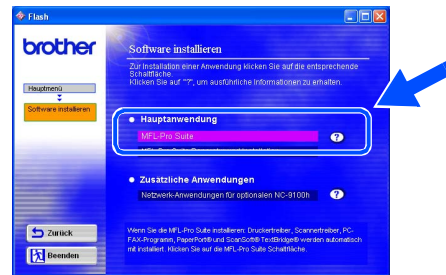 Flash
brother
Software installieren
Zur Installation einer Anwendung klicken Sie auf die entsprechende
Schaltfläche.
Klicken Sie auf "?", um ausführliche Informationen zu erhalten.
Hauptmenü
Software installieren
Hauptanwendung
MFL-Pro Suite
?
MFL-Pro Suite
Zusätzliche Anwendungen
Netzwerk-Anwendungen für optionalen NC-9100h
?
Zurück
Beenden
Wenn Sie die MFL-Pro Suite installieren: Druckertreiber, Scannertreiber, PC-
FAX-Programm, PaperPort® und ScanSoft® TextBridge® werden automatisch
mit installiert. Klicken Sie auf die MFL-Pro Suite Schaltfläche.